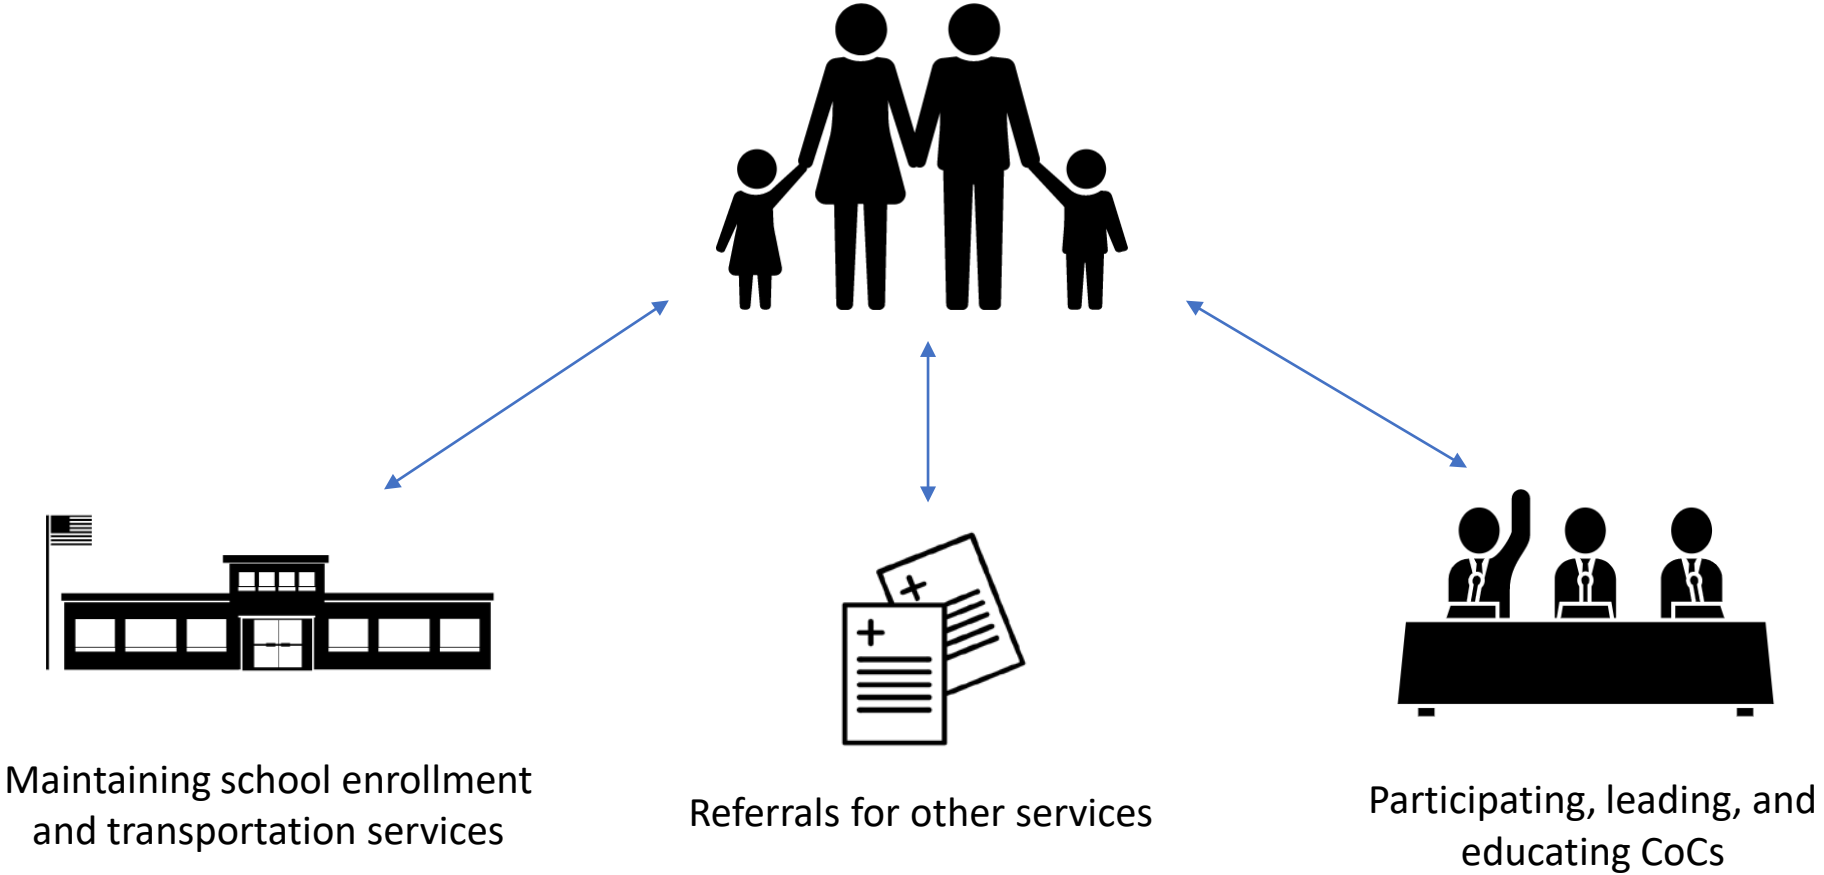 Maintaining school enrollment
and transportation services
Referrals for other services
Participating, leading, and
educating CoCs